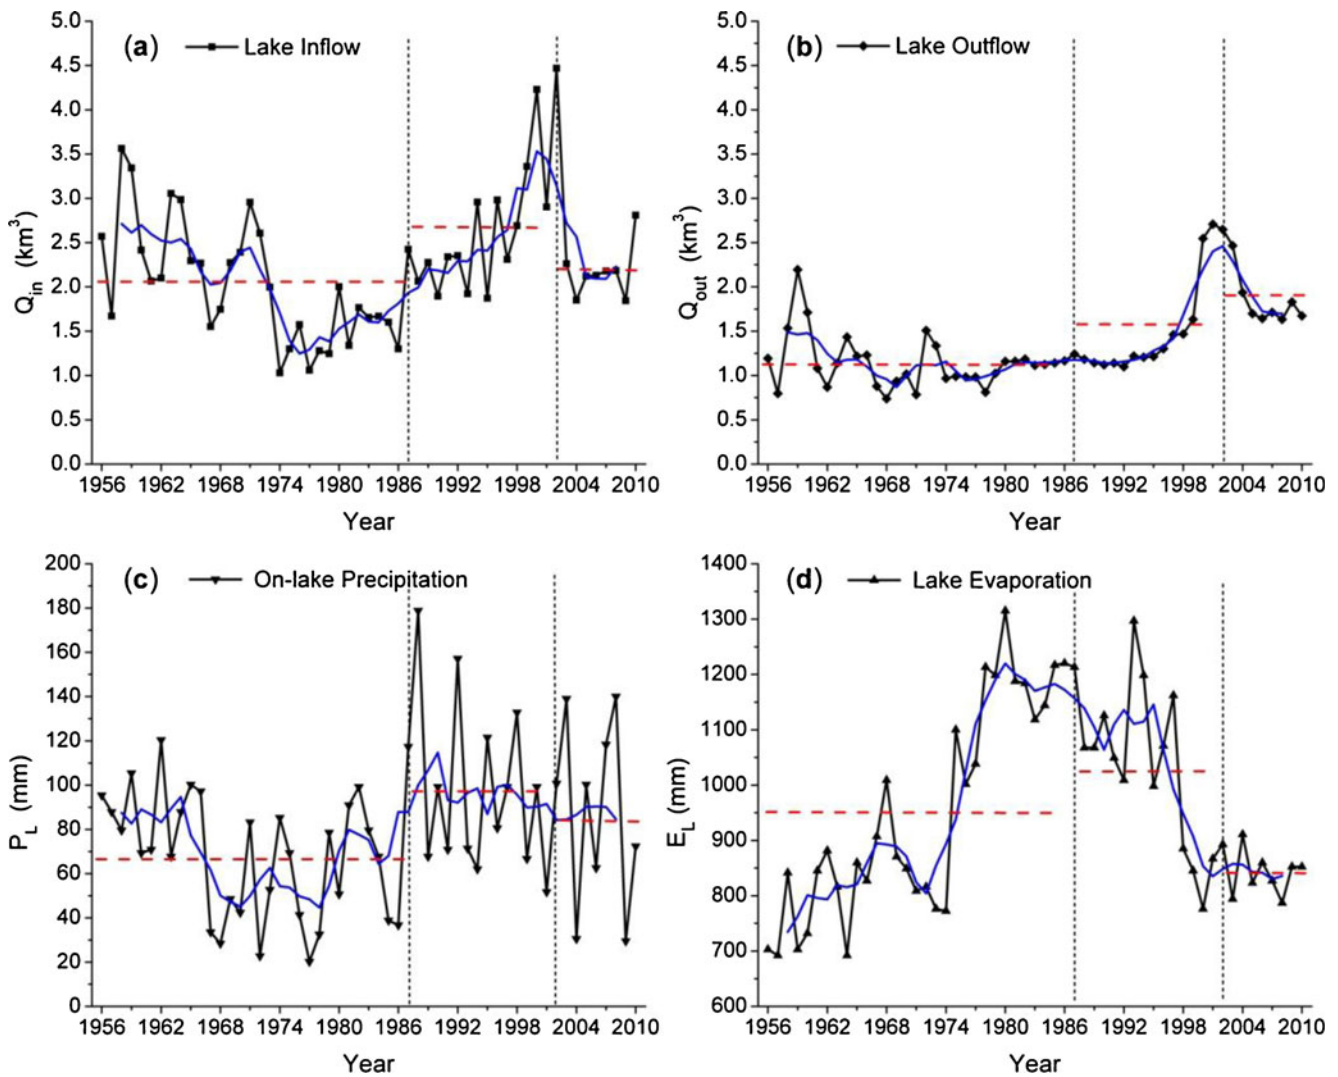 (a) Lake Inflow
5.0
4.5
4.0
3.5
3.0
2.5
2.0
1.5
1.0
0.5
0.0
Q_in (km³)
1956 1962 1968 1974 1980 1986 1992 1998 2004 2010
Year
(b) Lake Outflow
5.0
4.5
4.0
3.5
3.0
2.5
2.0
1.5
1.0
0.5
0.0
Q_out (km³)
1956 1962 1968 1974 1980 1986 1992 1998 2004 2010
Year
(c) On-lake Precipitation
200
180
160
140
120
100
80
60
40
20
0
P_L (mm)
1956 1962 1968 1974 1980 1986 1992 1998 2004 2010
Year
(d) Lake Evaporation
1400
1300
1200
1100
1000
900
800
700
600
E_L (mm)
1956 1962 1968 1974 1980 1986 1992 1998 2004 2010
Year